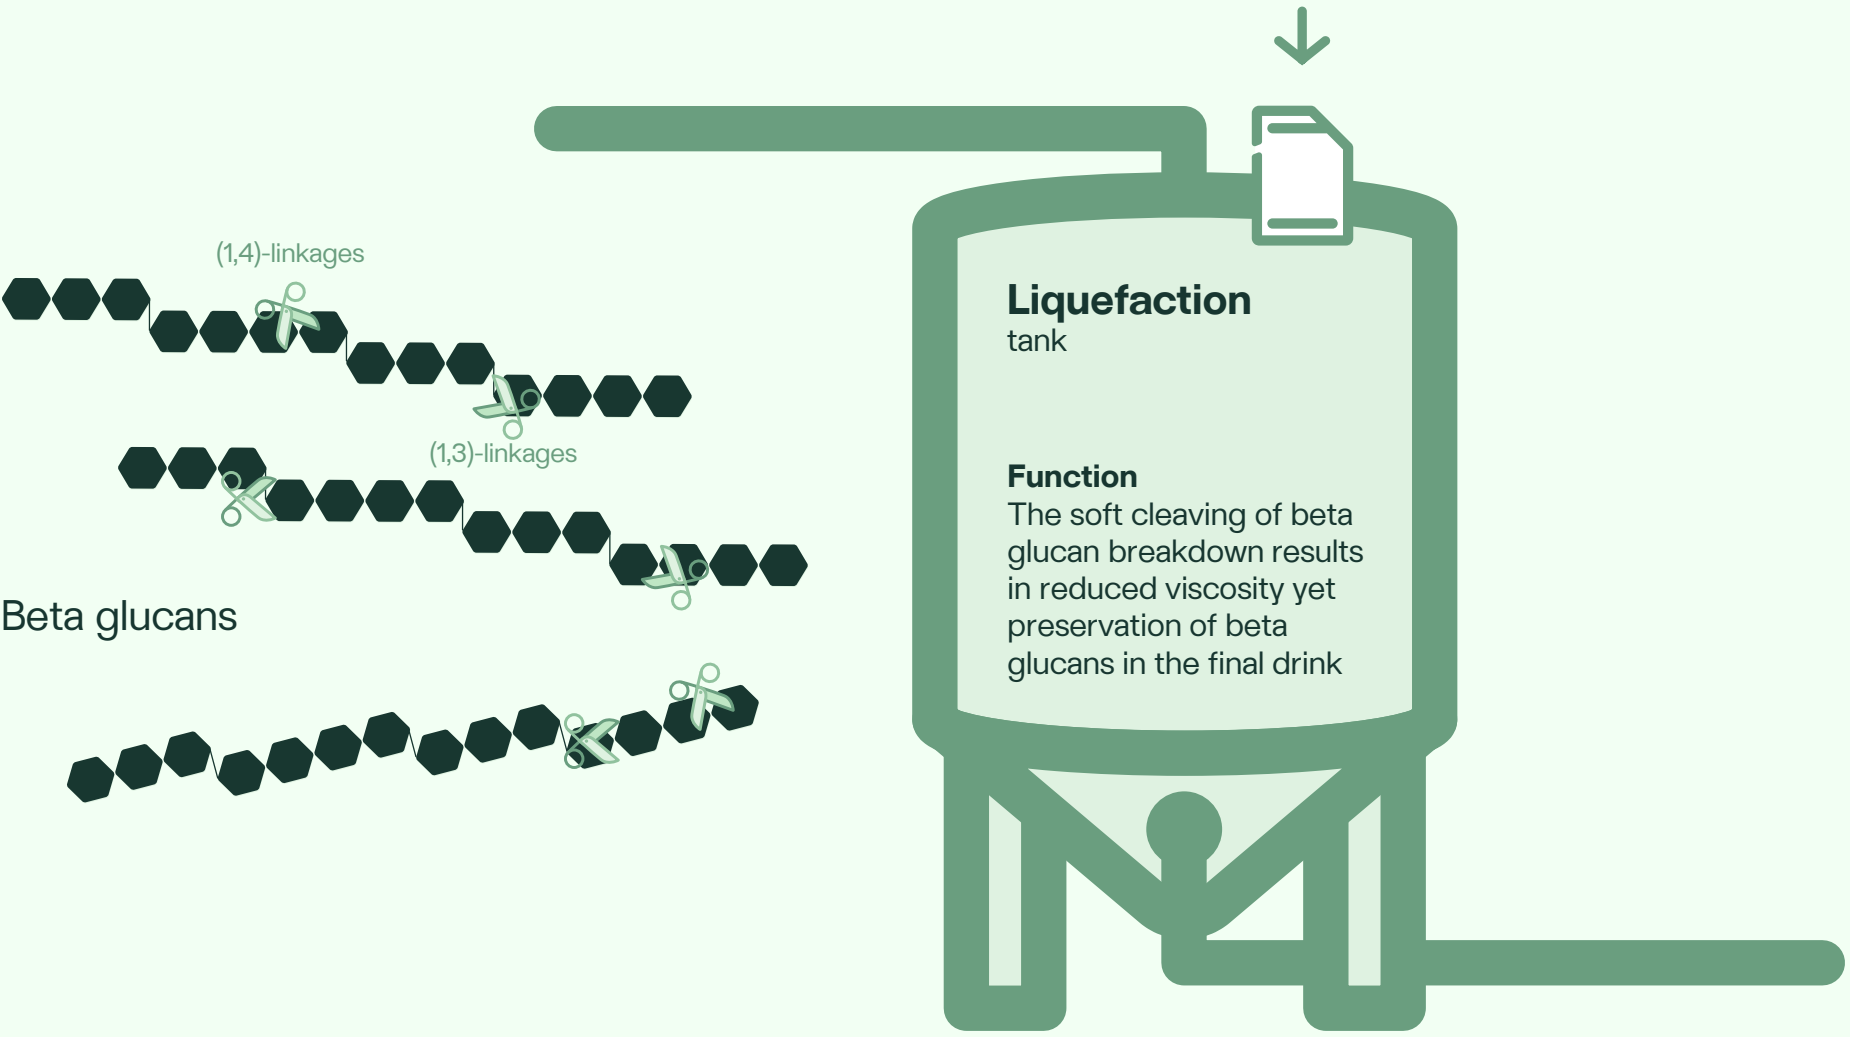 (1,4)-linkages
(1,3)-linkages
Beta glucans
Liquefaction
tank
Function
The soft cleaving of beta
glucan breakdown results
in reduced viscosity yet
preservation of beta
glucans in the final drink